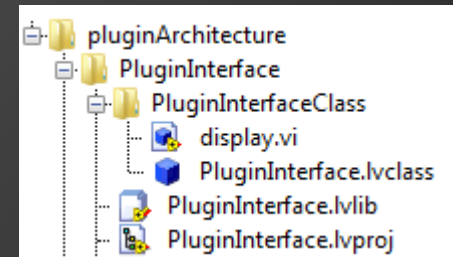 pluginArchitecture
PluginInterface
PluginInterfaceClass
display.vi
PluginInterface.lvclass
PluginInterface.lvlib
PluginInterface.lvproj